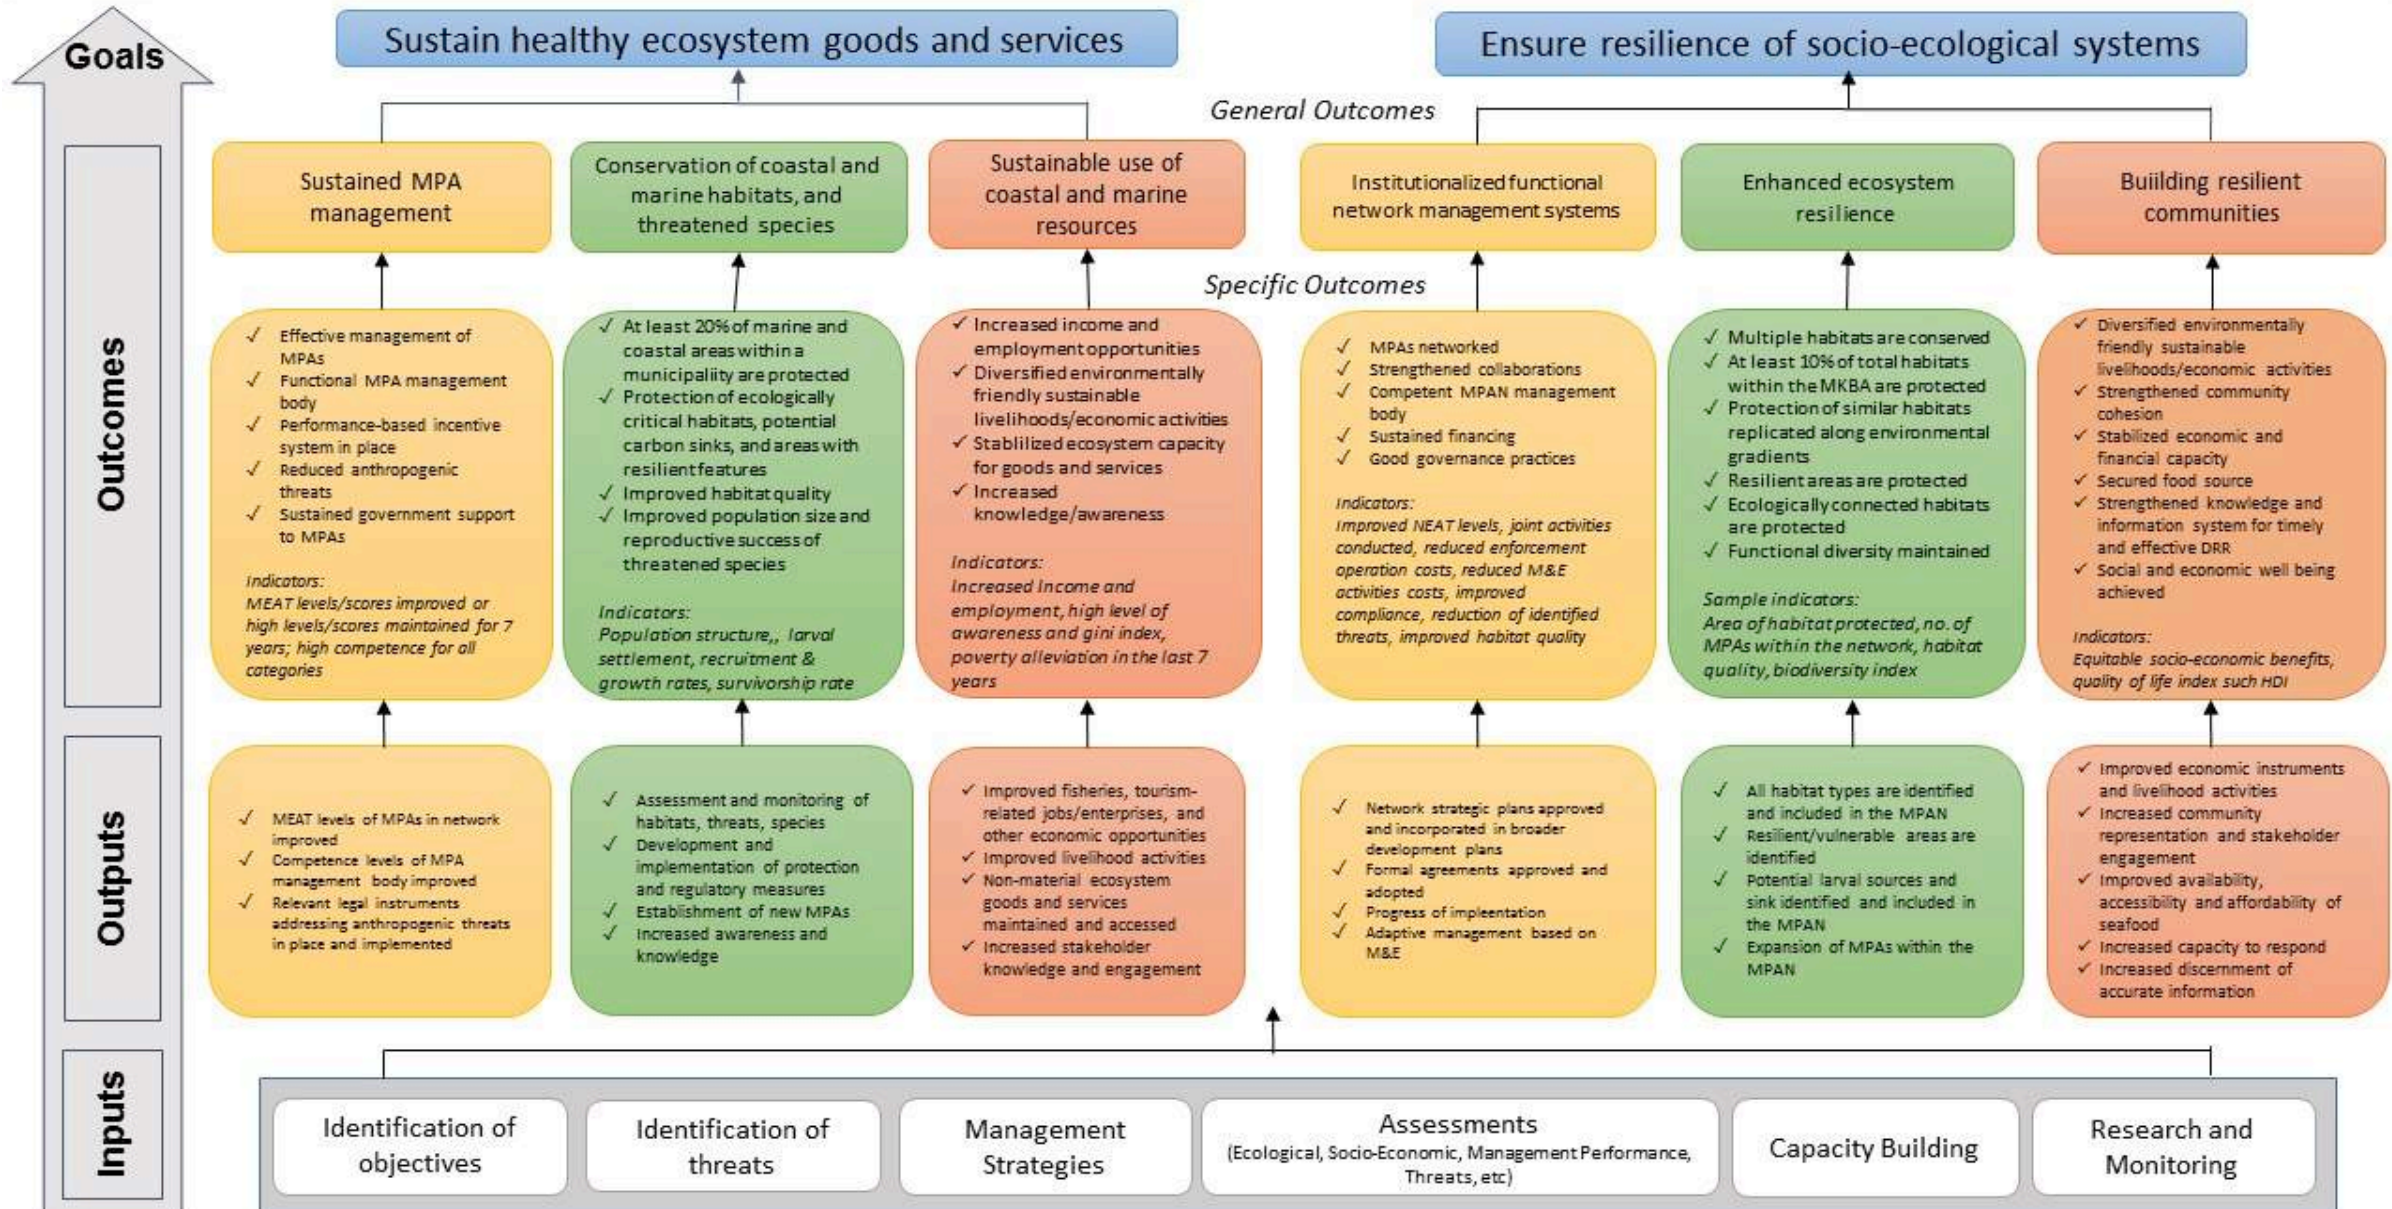 Goals
Sustain healthy ecosystem goods and services
Ensure resilience of socio-ecological systems
General Outcomes
Outcomes
Sustained MPA
management
Conservation of coastal and
marine habitats, and
threatened species
Sustainable use of
coastal and marine
resources
Institutionalized functional
network management systems
Enhanced ecosystem
resilience
Buiilding resilient
communities
Specific Outcomes
✓ Effective management of
MPAs
✓ Functional MPA management
body
✓ Performance-based incentive
system in place
✓ Reduced anthropogenic
threats
✓ Sustained government support
to MPAs
Indicators:
MEAT levels/scores improved or
high levels/scores maintained for 7
years; high competence for all
categories
✓ At least 20% of marine and
coastal areas within a
municipaliity are protected
✓ Protection of ecologically
critical habitats, potential
carbon sinks, and areas with
resilient features
✓ Improved habitat quality
✓ Improved population size and
reproductive success of
threatened species
Indicators:
Population structure,, larval
settlement, recruitment &
growth rates, survivorship rate
✓ Increased income and
employment opportunities
✓ Diversified environmentally
friendly sustainable
livelihoods/economic activities
✓ Stablilized ecosystem capacity
for goods and services
✓ Increased
knowledge/awareness
Indicators:
Increased Income and
employment, high level of
awareness and gini index,
poverty alleviation in the last 7
years
✓ MPAs networked
✓ Strengthened collaborations
✓ Competent MPAN management
body
✓ Sustained financing
✓ Good governance practices
Indicators:
Improved NEAT levels, joint activities
conducted, reduced enforcement
operation costs, reduced M&E
activities costs, improved
compliance, reduction of identified
threats, improved habitat quality
✓ Multiple habitats are conserved
✓ At least 10% of total habitats
within the MKBA are protected
✓ Protection of similar habitats
replicated along environmental
gradients
✓ Resilient areas are protected
✓ Ecologically connected habitats
are protected
✓ Functional diversity maintained
Sample indicators:
Area of habitat protected, no. of
MPAs within the network, habitat
quality, biodiversity index
✓ Diversified environmentally
friendly sustainable
livelihoods/economic activities
✓ Strengthened community
cohesion
✓ Stabilized economic and
financial capacity
✓ Secured food source
✓ Strengthened knowledge and
information system for timely
and effective DRR
✓ Social and economic well being
achieved
Indicators:
Equitable socio-economic benefits,
quality of life index such HDI
Outputs
✓ MEAT levels of MPAs in network
improved
✓ Competence levels of MPA
management body improved
✓ Relevant legal instruments
addressing anthropogenic threats
in place and implemented
✓ Assessment and monitoring of
habitats, threats, species
✓ Development and
implementation of protection
and regulatory measures
✓ Establishment of new MPAs
✓ Increased awareness and
knowledge
✓ Improved fisheries, tourism-
related jobs/enterprises, and
other economic opportunities
✓ Improved livelihood activities
✓ Non-material ecosystem
goods and services
maintained and accessed
✓ Increased stakeholder
knowledge and engagement
✓ Network strategic plans approved
and incorporated in broader
development plans
✓ Formal agreements approved and
adopted
✓ Progress of impleentation
✓ Adaptive management based on
M&E
✓ All habitat types are identified
and included in the MPAN
✓ Resilient/vulnerable areas are
identified
✓ Potential larval sources and
sink identified and included in
the MPAN
✓ Expansion of MPAs within the
MPAN
✓ Improved economic instruments
and livelihood activities
✓ Increased community
representation and stakeholder
engagement
✓ Improved availability,
accessibility and affordability of
seafood
✓ Increased capacity to respond
✓ Increased discernment of
accurate information
Inputs
Identification of
objectives
Identification of
threats
Management
Strategies
Assessments
(Ecological, Socio-Economic, Management Performance,
Threats, etc)
Capacity Building
Research and
Monitoring